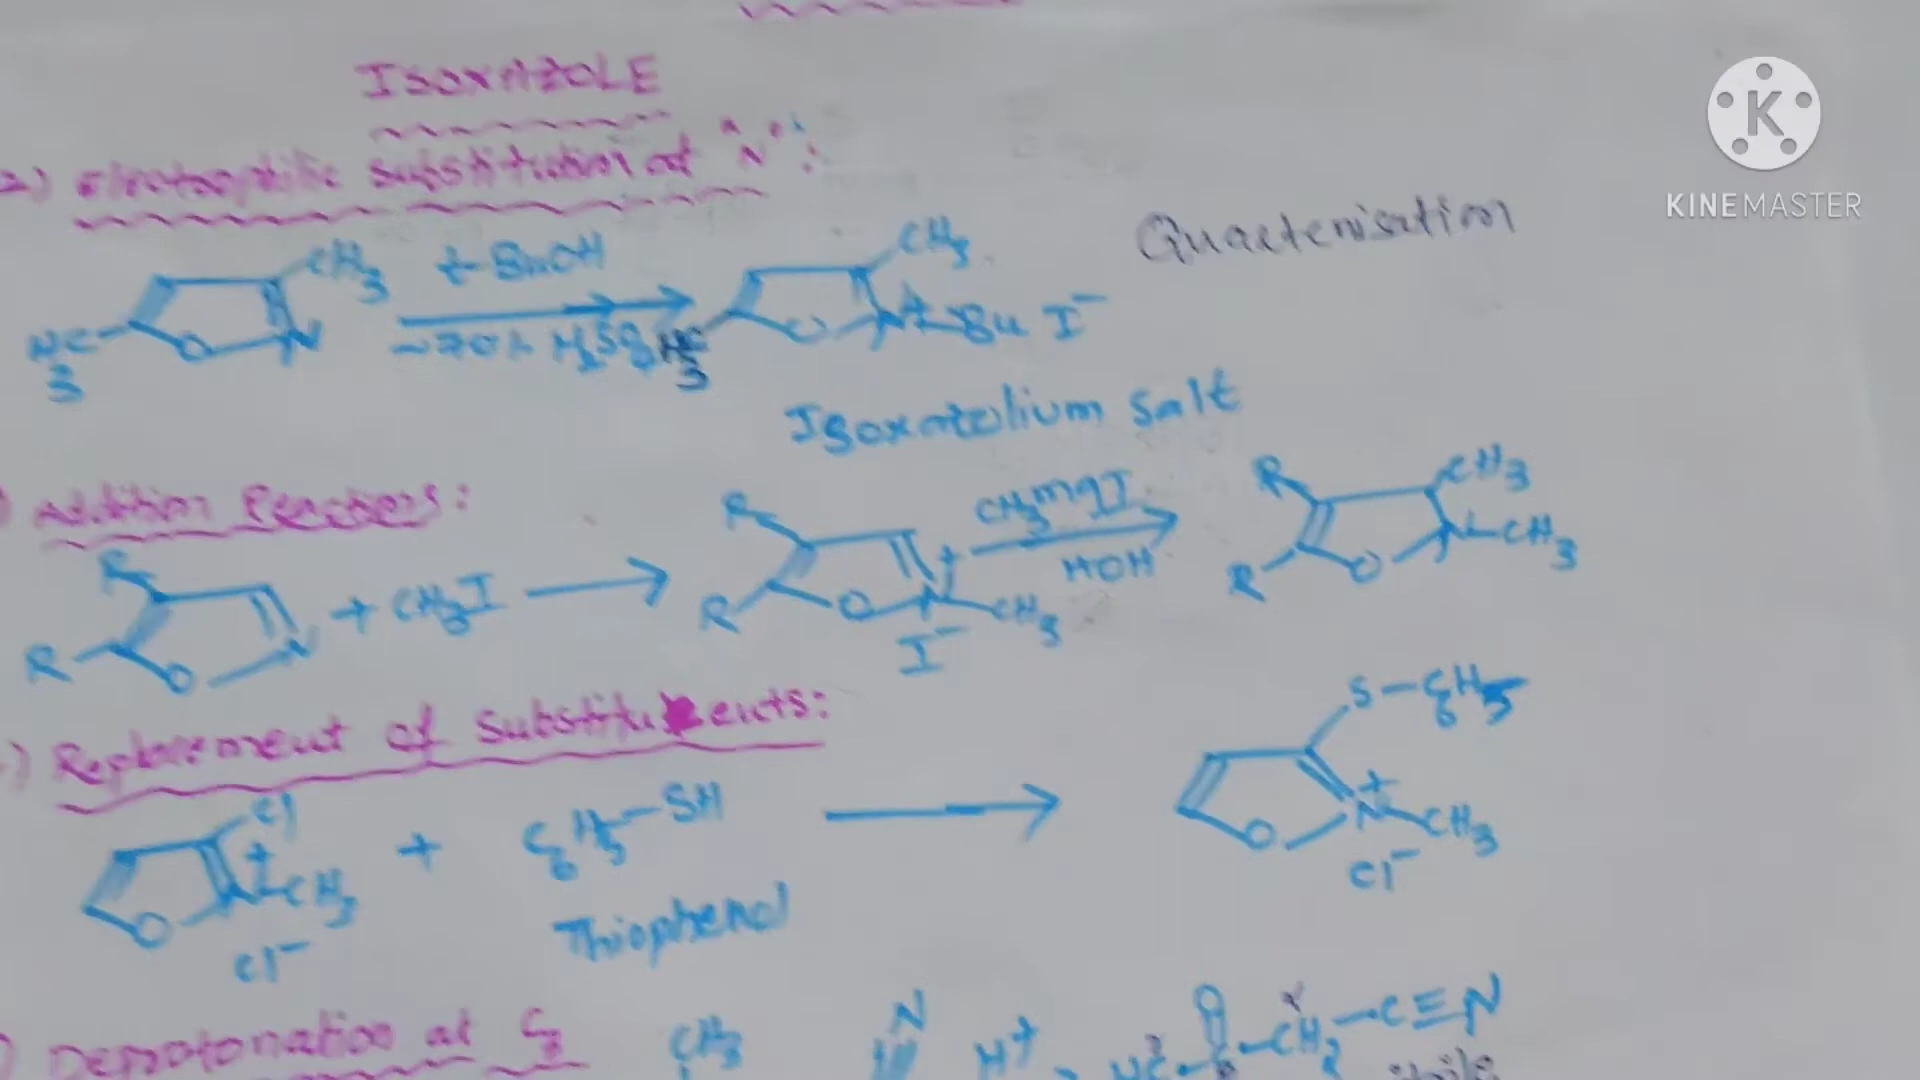 ISOXAZOLE
2) Electrophilic Substitution at "N":
Quaternisation
CH3 t-BuOH CH3
H3C O N ~70% H2SO4 H3C O N+ Bu I-
Isoxazolium Salt
Addition Reactions:
R R O N + CH3I R R O N+ CH3 I- CH3MgI HOH R R O N CH3 CH3
Replacement of Substituents:
Cl N+ CH3 O Cl- + C6H5-SH S-C6H5 N+ CH3 O Cl-
Thiophenol
Deprotonation at C3
CH3 N H+ O CH2-C≡N
K
KINEMASTER